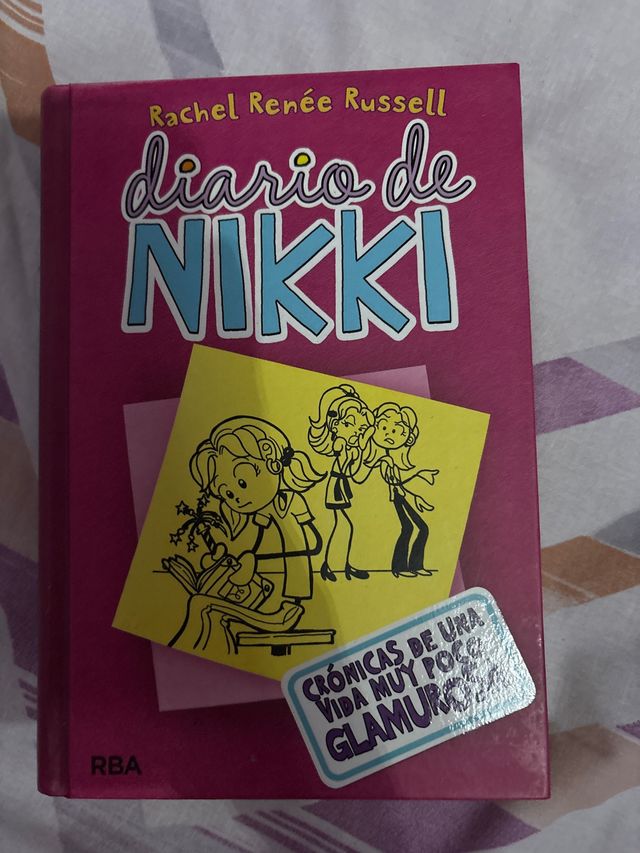 Rachel Renée Russell
diario de
NIKKI
CRÓNICAS DE UNA
VIDA MUY POCO
GLAMUROSA
RBA